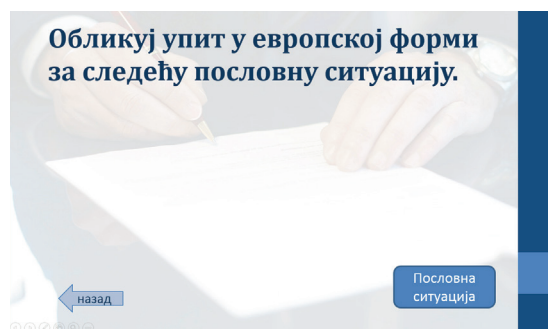 Обликуј упит у европској форми
за следећу пословну ситуацију.
назад
Пословна
ситуација